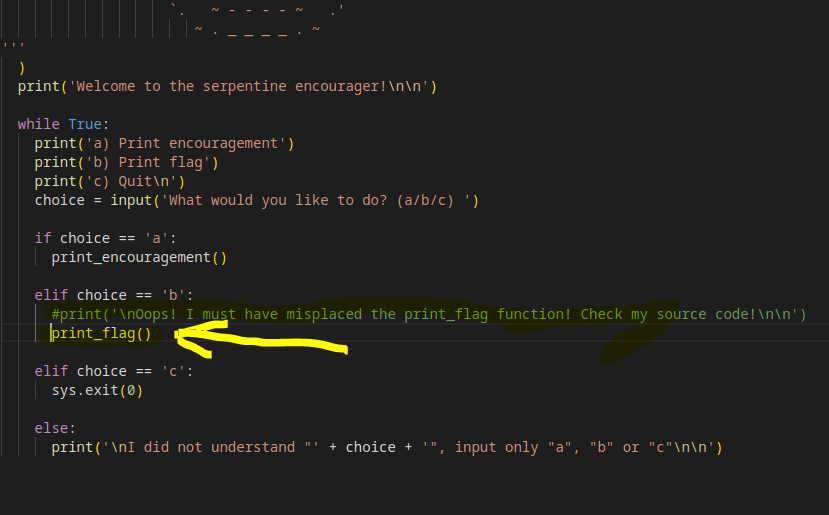 `.   ~ - - - - ~   .'
~ . _ _ _ _ . ~
'''
)
print('Welcome to the serpentine encourager!\n\n')
while True:
print('a) Print encouragement')
print('b) Print flag')
print('c) Quit\n')
choice = input('What would you like to do? (a/b/c) ')
if choice == 'a':
print_encouragement()
elif choice == 'b':
#print('\nOops! I must have misplaced the print_flag function! Check my source code!\n\n')
print_flag()
elif choice == 'c':
sys.exit(0)
else:
print('\nI did not understand "' + choice + '", input only "a", "b" or "c"\n\n')